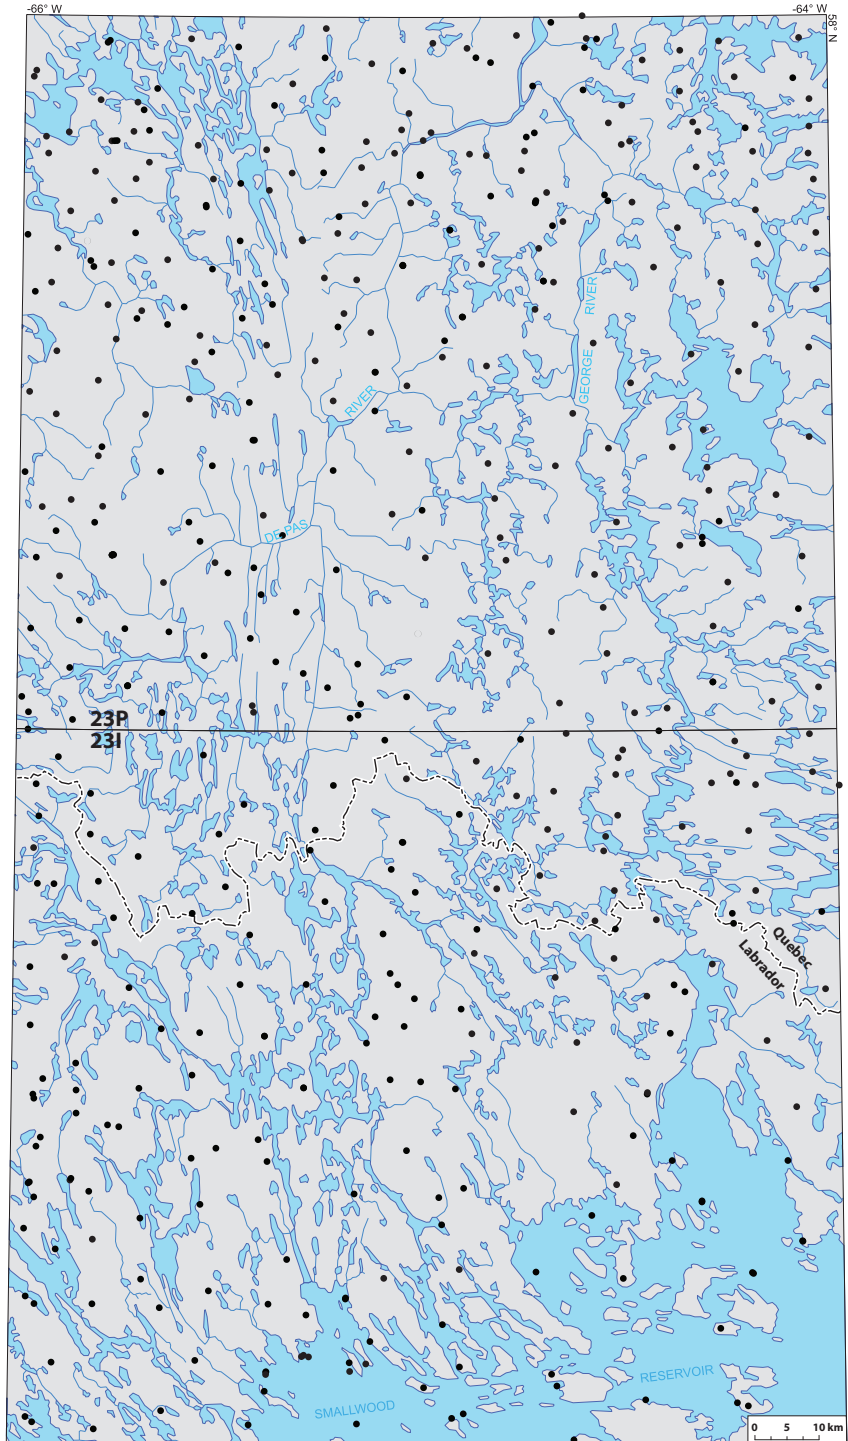 -66° W
-64° W
58° N
RIVER
GEORGE
RIVER
DE PAS
23P
23I
Quebec
Labrador
RESERVOIR
SMALLWOOD
0 5 10 km